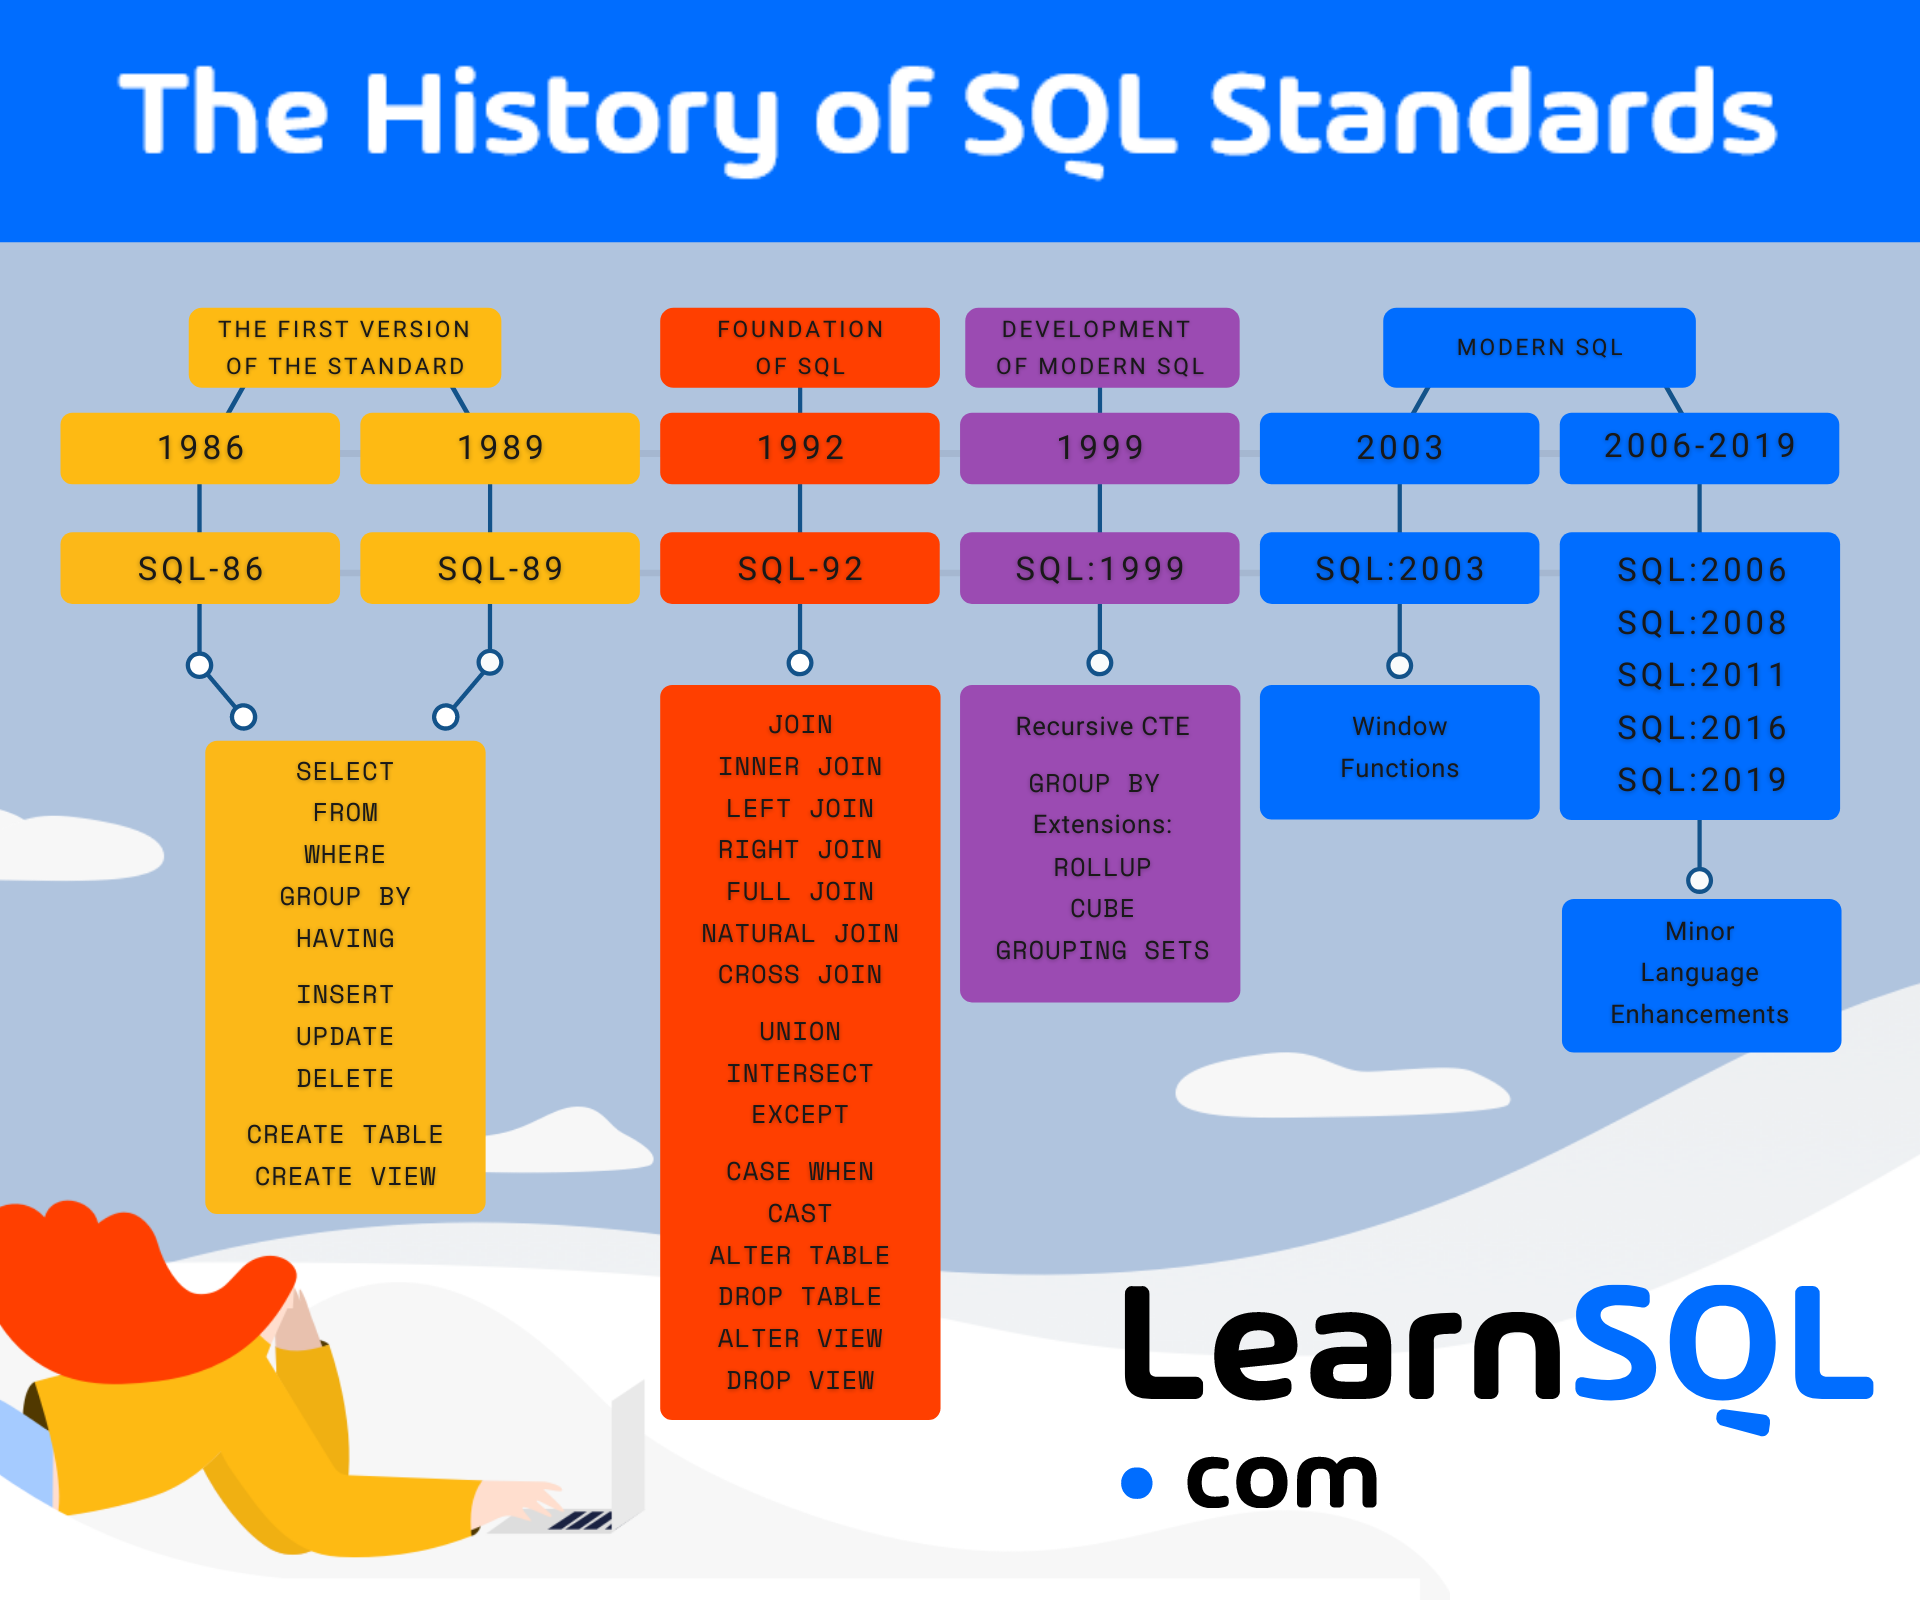 The History of SQL Standards
THE FIRST VERSION
OF THE STANDARD
1986
1989
SQL-86
SQL-89
SELECT
FROM
WHERE
GROUP BY
HAVING
INSERT
UPDATE
DELETE
CREATE TABLE
CREATE VIEW
FOUNDATION
OF SQL
1992
SQL-92
JOIN
INNER JOIN
LEFT JOIN
RIGHT JOIN
FULL JOIN
NATURAL JOIN
CROSS JOIN
UNION
INTERSECT
EXCEPT
CASE WHEN
CAST
ALTER TABLE
DROP TABLE
ALTER VIEW
DROP VIEW
DEVELOPMENT
OF MODERN SQL
1999
SQL:1999
Recursive CTE
GROUP BY
Extensions:
ROLLUP
CUBE
GROUPING SETS
MODERN SQL
2003
SQL:2003
Window
Functions
2006-2019
SQL:2006
SQL:2008
SQL:2011
SQL:2016
SQL:2019
Minor
Language
Enhancements
LearnSQL
.com